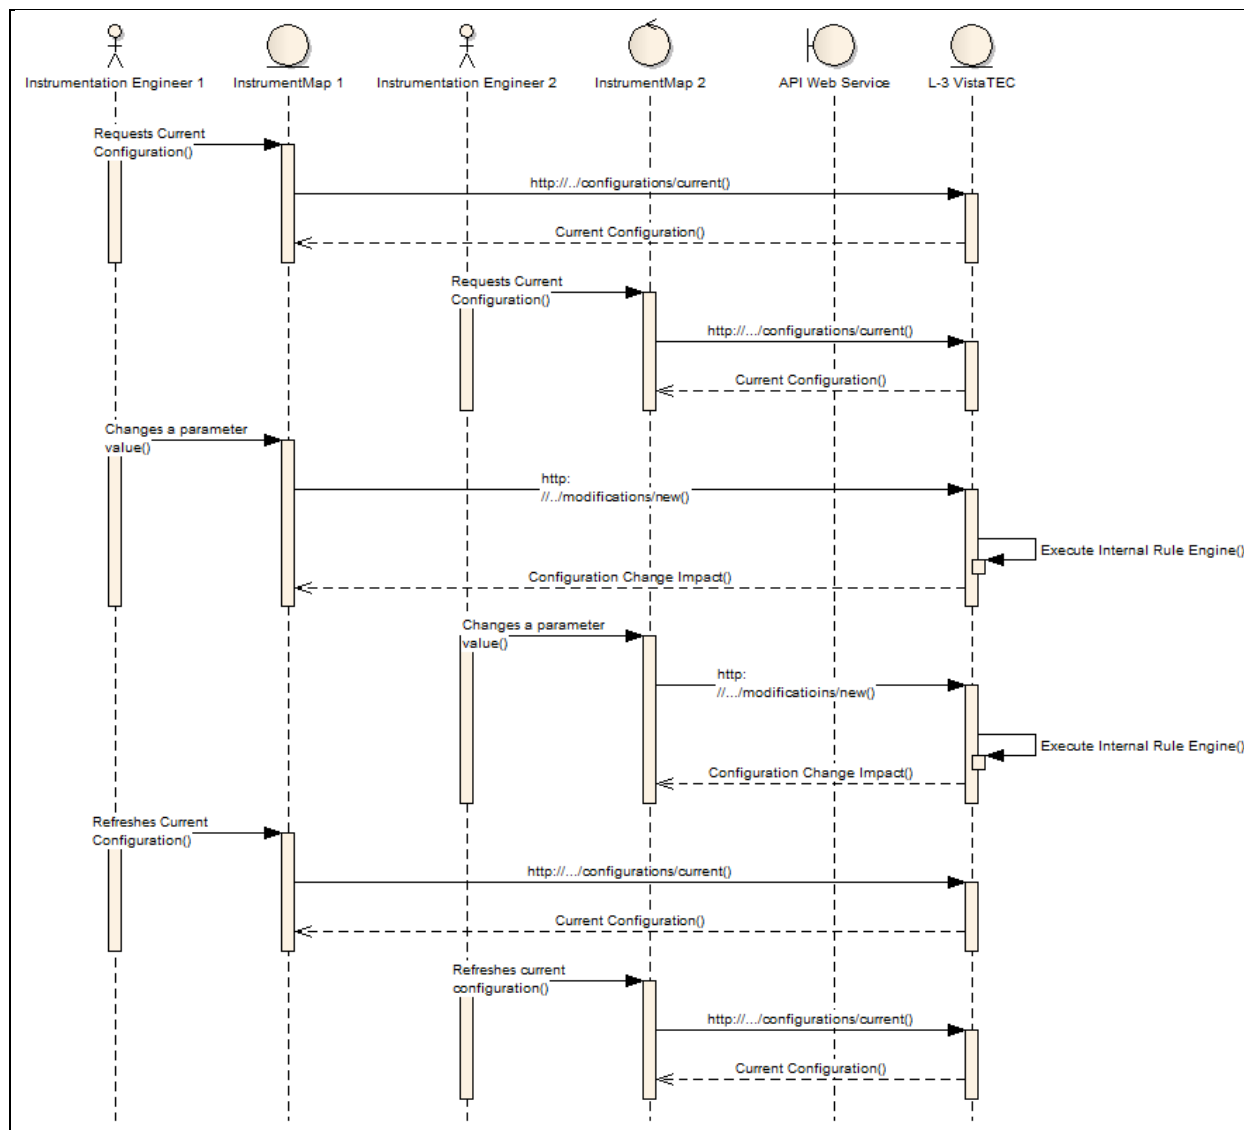 Instrumentation Engineer 1
InstrumentMap 1
Instrumentation Engineer 2
InstrumentMap 2
API Web Service
L-3 VistaTEC
Requests Current
Configuration()
http://../configurations/current()
Current Configuration()
Requests Current
Configuration()
http://.../configurations/current()
Current Configuration()
Changes a parameter
value()
http:
//../modifications/new()
Execute Internal Rule Engine()
Configuration Change Impact()
Changes a parameter
value()
http:
//.../modificatioins/new()
Execute Internal Rule Engine()
Configuration Change Impact()
Refreshes Current
Configuration()
http://.../configurations/current()
Current Configuration()
Refreshes current
configuration()
http://.../configurations/current()
Current Configuration()